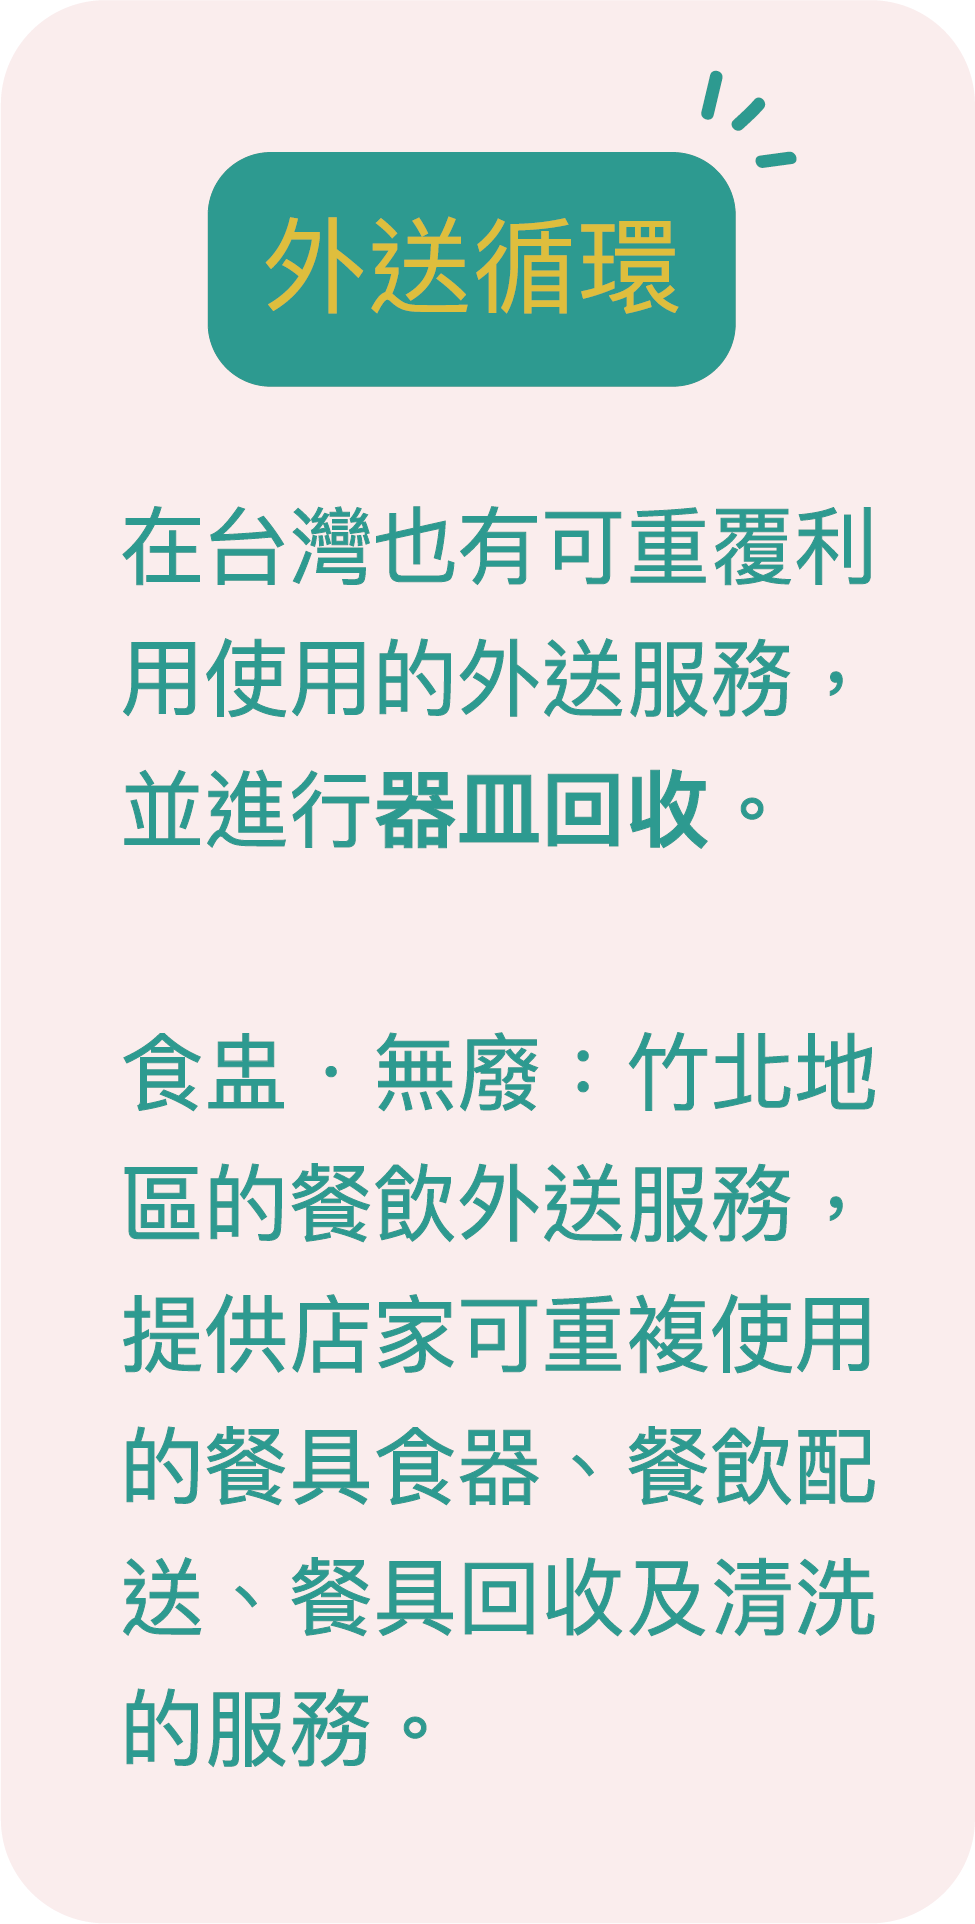 外送循環
在台灣也有可重覆利
用使用的外送服務，
並進行器皿回收。
食盅．無廢：竹北地
區的餐飲外送服務，
提供店家可重複使用
的餐具食器、餐飲配
送、餐具回收及清洗
的服務。